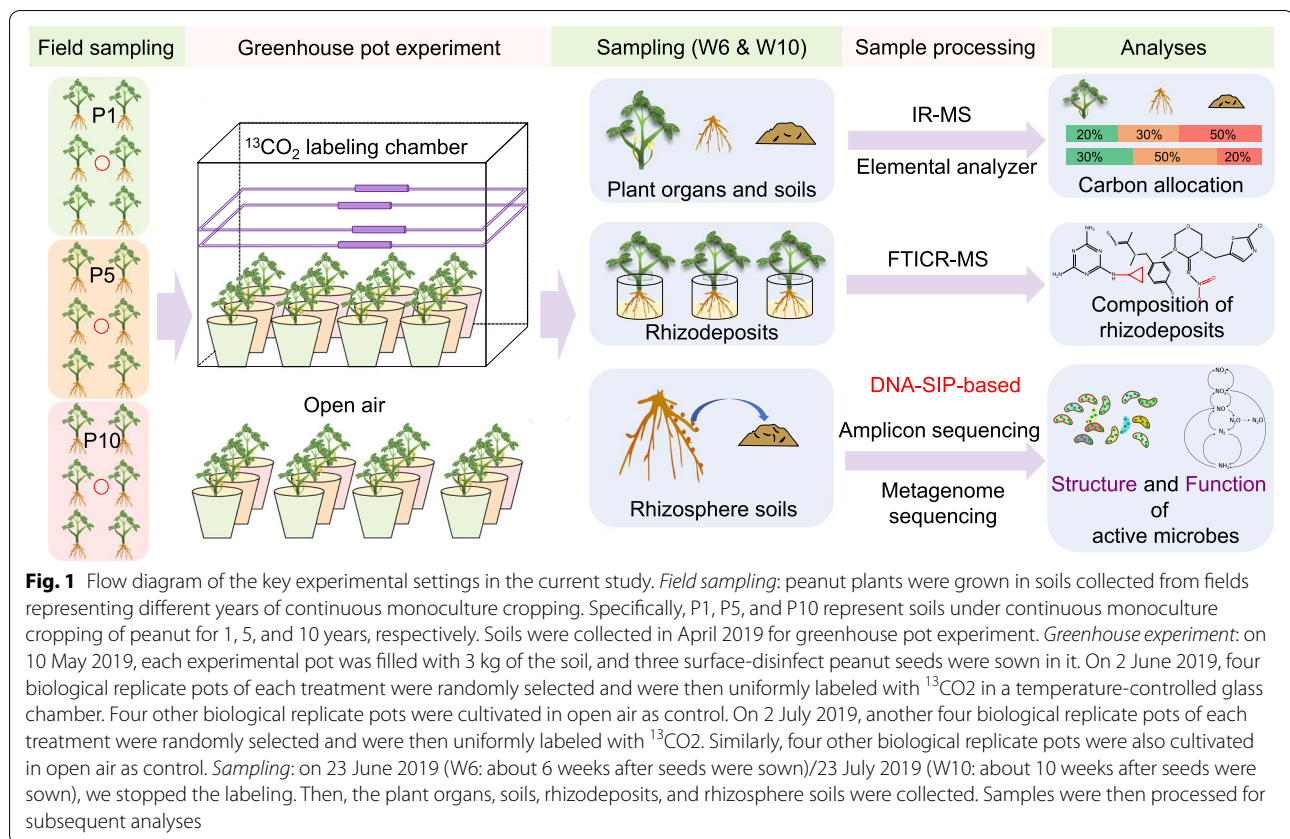 Field sampling
Greenhouse pot experiment
Sampling (W6 & W10)
Sample processing
Analyses
P1
P5
P10
¹³CO₂ labeling chamber
Open air
Plant organs and soils
Rhizodeposits
Rhizosphere soils
IR-MS
Elemental analyzer
FTICR-MS
DNA-SIP-based
Amplicon sequencing
Metagenome
sequencing
20% 30% 50%
30% 50% 20%
Carbon allocation
Composition of
rhizodeposits
Structure and Function
of
active microbes
Fig. 1 Flow diagram of the key experimental settings in the current study. Field sampling: peanut plants were grown in soils collected from fields
representing different years of continuous monoculture cropping. Specifically, P1, P5, and P10 represent soils under continuous monoculture
cropping of peanut for 1, 5, and 10 years, respectively. Soils were collected in April 2019 for greenhouse pot experiment. Greenhouse experiment: on
10 May 2019, each experimental pot was filled with 3 kg of the soil, and three surface-disinfect peanut seeds were sown in it. On 2 June 2019, four
biological replicate pots of each treatment were randomly selected and were then uniformly labeled with ¹³CO2 in a temperature-controlled glass
chamber. Four other biological replicate pots were cultivated in open air as control. On 2 July 2019, another four biological replicate pots of each
treatment were randomly selected and were then uniformly labeled with ¹³CO2. Similarly, four other biological replicate pots were also cultivated
in open air as control. Sampling: on 23 June 2019 (W6: about 6 weeks after seeds were sown)/23 July 2019 (W10: about 10 weeks after seeds were
sown), we stopped the labeling. Then, the plant organs, soils, rhizodeposits, and rhizosphere soils were collected. Samples were then processed for
subsequent analyses